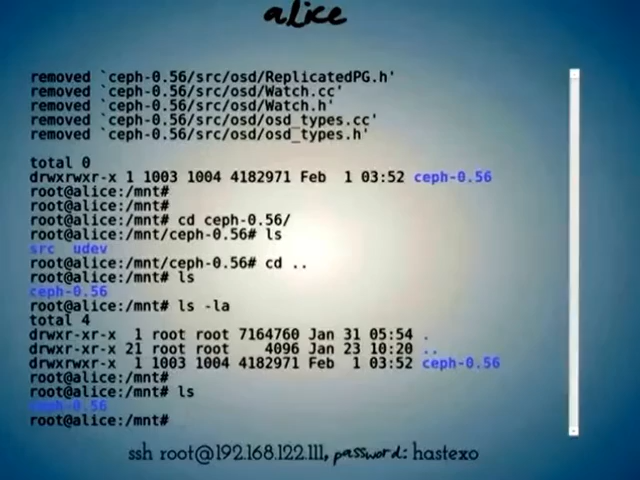 alice
removed `ceph-0.56/src/osd/ReplicatedPG.h'
removed `ceph-0.56/src/osd/Watch.cc'
removed `ceph-0.56/src/osd/Watch.h'
removed `ceph-0.56/src/osd/osd_types.cc'
removed `ceph-0.56/src/osd/osd_types.h'
total 0
drwxrwxr-x 1 1003 1004 4182971 Feb  1 03:52 ceph-0.56
root@alice:/mnt#
root@alice:/mnt#
root@alice:/mnt# cd ceph-0.56/
root@alice:/mnt/ceph-0.56# ls
src  udev
root@alice:/mnt/ceph-0.56# cd ..
root@alice:/mnt# ls
ceph-0.56
root@alice:/mnt# ls -la
total 4
drwxr-xr-x  1 root root 7164760 Jan 31 05:54 .
drwxr-xr-x 21 root root    4096 Jan 23 10:20 ..
drwxrwxr-x  1 1003 1004 4182971 Feb  1 03:52 ceph-0.56
root@alice:/mnt#
root@alice:/mnt# ls
ceph-0.56
root@alice:/mnt#
ssh root@192.168.122.111, password: hastexo